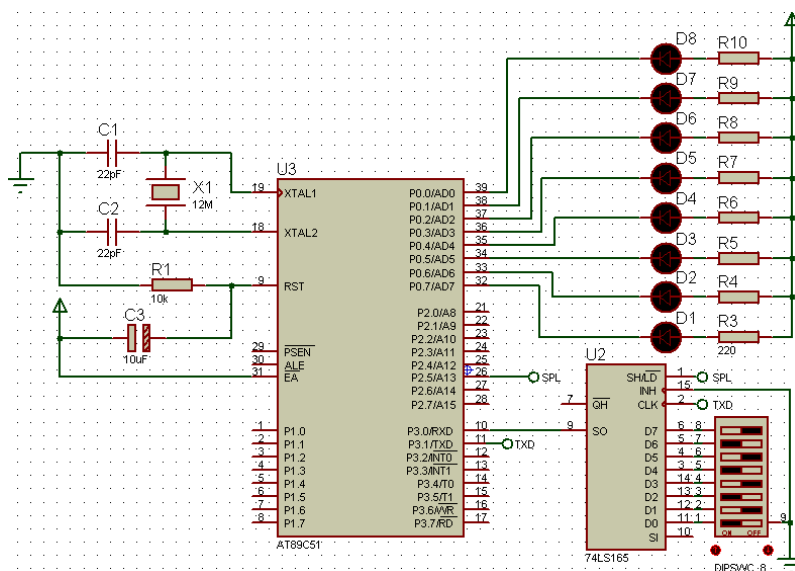 D8
R10
D7
R9
D6
R8
D5
R7
D4
R6
D3
R5
D2
R4
D1
R3
220
C1
22pF
X1
12M
C2
22pF
R1
10k
C3
10uF
U3
19
XTAL1
18
XTAL2
9
RST
29
PSEN
30
ALE
31
EA
1
P1.0
2
P1.1
3
P1.2
4
P1.3
5
P1.4
6
P1.5
7
P1.6
8
P1.7
P0.0/AD0
39
P0.1/AD1
38
P0.2/AD2
37
P0.3/AD3
36
P0.4/AD4
35
P0.5/AD5
34
P0.6/AD6
33
P0.7/AD7
32
P2.0/A8
21
P2.1/A9
22
P2.2/A10
23
P2.3/A11
24
P2.4/A12
25
P2.5/A13
26
SPL
P2.6/A14
27
P2.7/A15
28
P3.0/RXD
10
P3.1/TXD
11
TXD
P3.2/INT0
12
P3.3/INT1
13
P3.4/T0
14
P3.5/T1
15
P3.6/WR
16
P3.7/RD
17
AT89C51
U2
SH/LD
1
SPL
INH
15
CLK
2
TXD
7
QH
9
SO
D7
6
8
D6
5
7
D5
4
6
D4
3
5
D3
14
4
D2
13
3
D1
12
2
D0
11
1
SI
10
9
ON
OFF
74LS165
DIPSWC_8